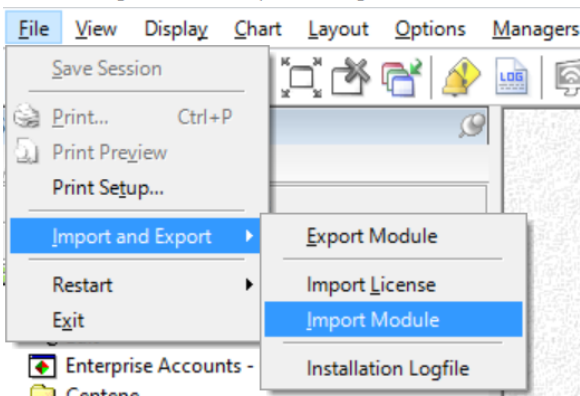 File View Display Chart Layout Options Managers
Save Session
LOG
Print... Ctrl+P
Print Preview
Print Setup...
Import and Export
Export Module
Restart
Import License
Exit
Import Module
Enterprise Accounts -
Installation Logfile